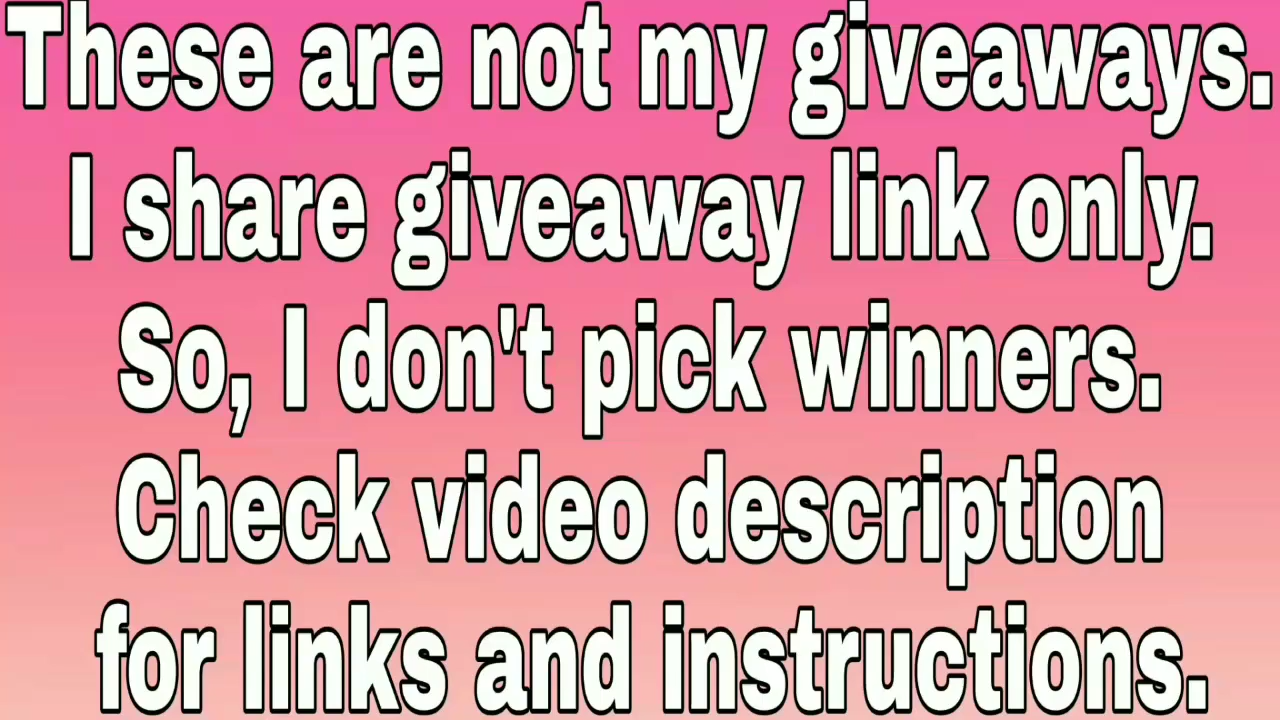 These are not my giveaways.
I share giveaway link only.
So, I don't pick winners.
Check video description
for links and instructions.